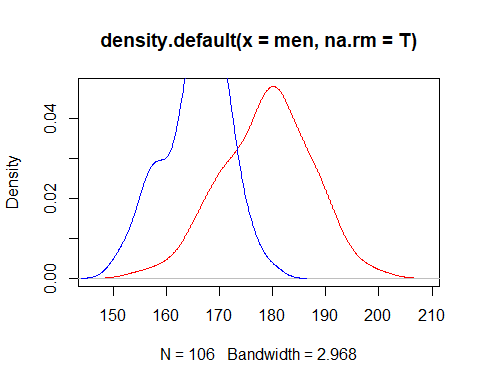 density.default(x = men, na.rm = T)
Density
0.04
0.02
0.00
150 160 170 180 190 200 210
N = 106 Bandwidth = 2.968